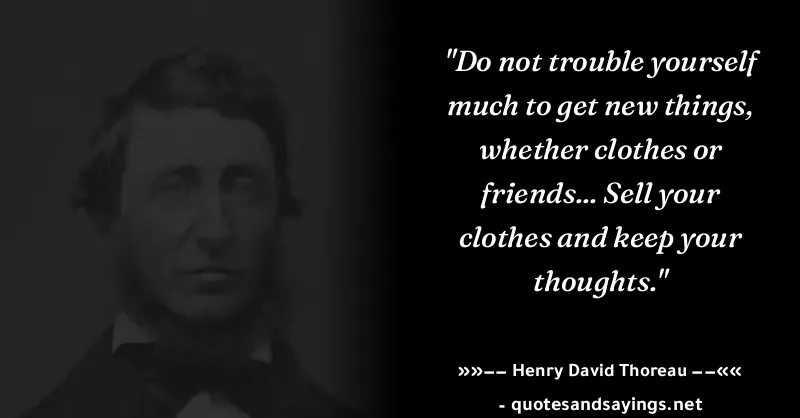 "Do not trouble yourself
much to get new things,
whether clothes or
friends... Sell your
clothes and keep your
thoughts."
»»–– Henry David Thoreau ––««
- quotesandsayings.net